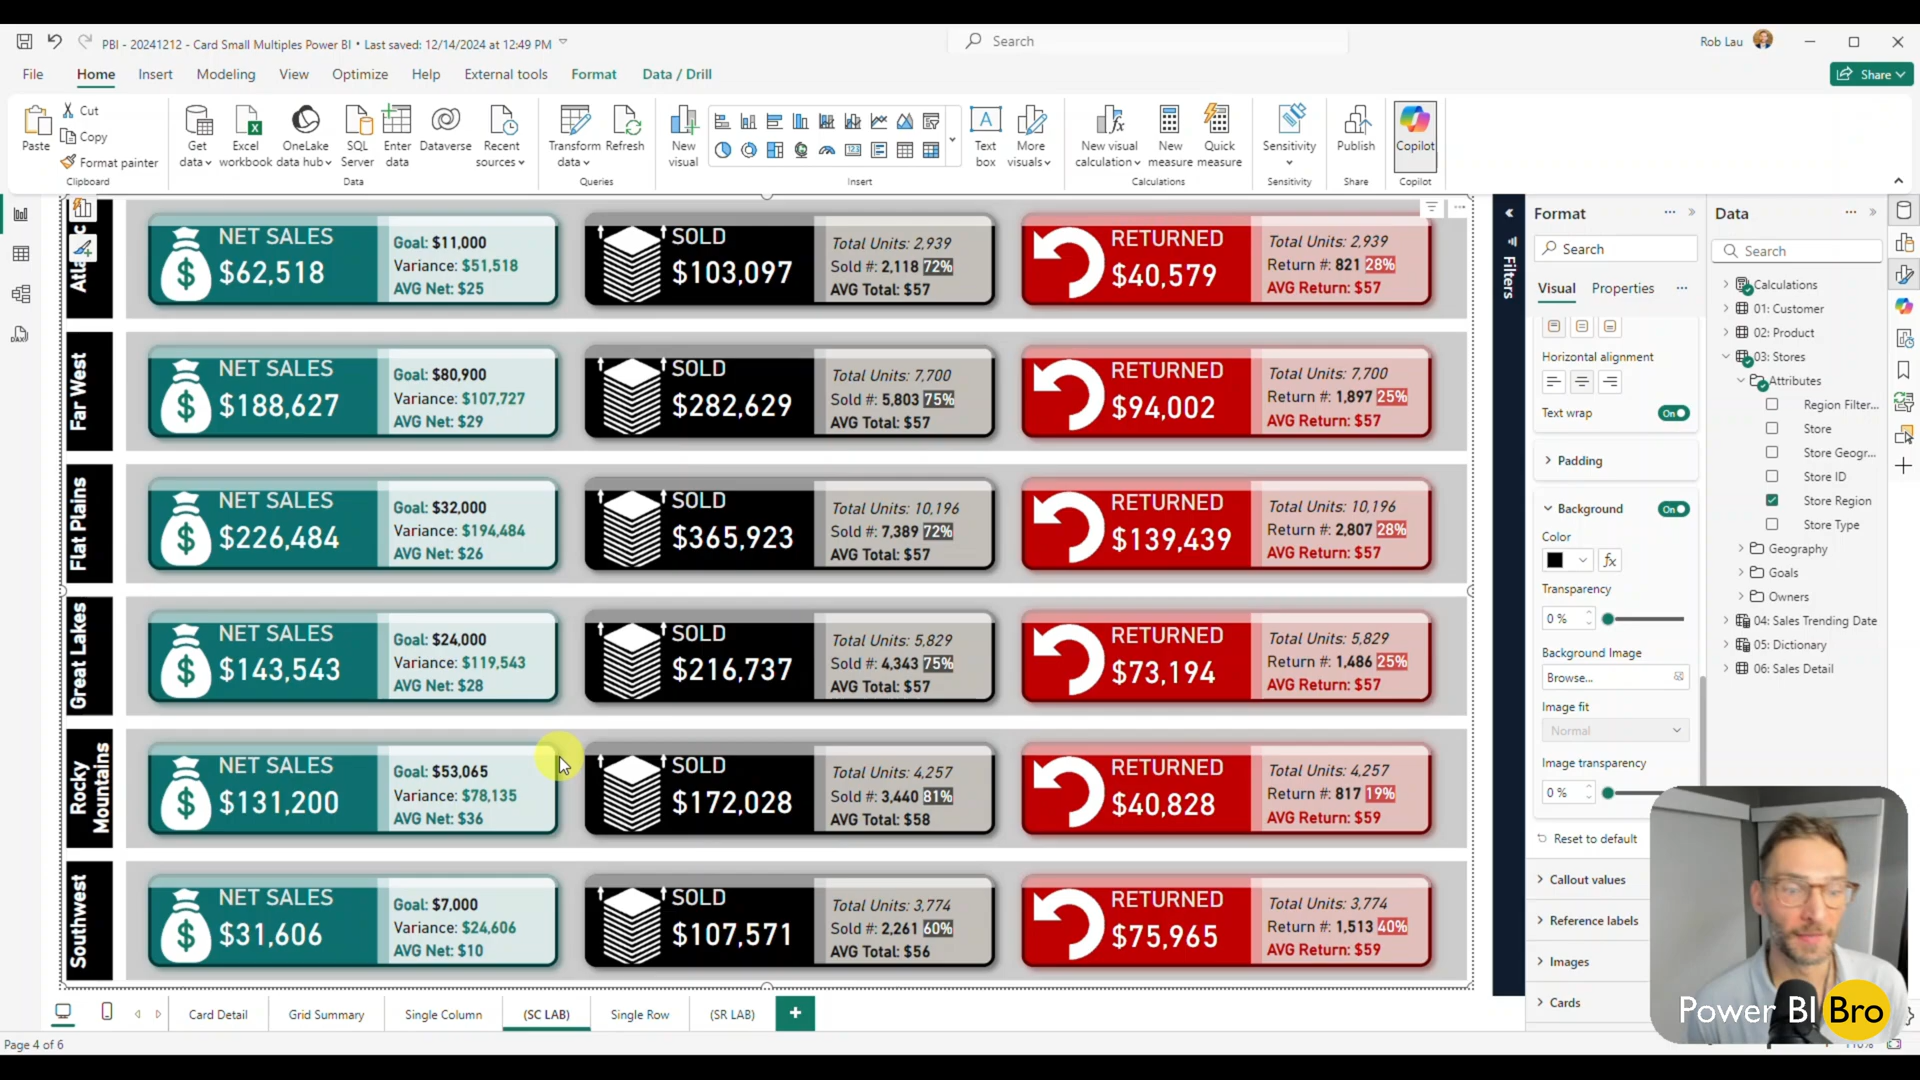 PBI - 20241212 - Card Small Multiples Power BI • Last saved: 12/14/2024 at 12:49 PM
Search
Rob Lau
File
Home
Insert
Modeling
View
Optimize
Help
External tools
Format
Data / Drill
Share
Paste
Cut
Copy
Format painter
Clipboard
Get data
Excel workbook
OneLake data hub
SQL Server
Enter data
Dataverse
Recent sources
Data
Transform data
Refresh
Queries
New visual
Text box
More visuals
Insert
New visual calculation
New measure
Quick measure
Calculations
Sensitivity
Sensitivity
Publish
Share
Copilot
Copilot
NET SALES
$62,518
Goal: $11,000
Variance: $51,518
AVG Net: $25
SOLD
$103,097
Total Units: 2,939
Sold #: 2,118 72%
AVG Total: $57
RETURNED
$40,579
Total Units: 2,939
Return #: 821 28%
AVG Return: $57
Far West
NET SALES
$188,627
Goal: $80,900
Variance: $107,727
AVG Net: $29
SOLD
$282,629
Total Units: 7,700
Sold #: 5,803 75%
AVG Total: $57
RETURNED
$94,002
Total Units: 7,700
Return #: 1,897 25%
AVG Return: $57
Flat Plains
NET SALES
$226,484
Goal: $32,000
Variance: $194,484
AVG Net: $26
SOLD
$365,923
Total Units: 10,196
Sold #: 7,389 72%
AVG Total: $57
RETURNED
$139,439
Total Units: 10,196
Return #: 2,807 28%
AVG Return: $57
Great Lakes
NET SALES
$143,543
Goal: $24,000
Variance: $119,543
AVG Net: $28
SOLD
$216,737
Total Units: 5,829
Sold #: 4,343 75%
AVG Total: $57
RETURNED
$73,194
Total Units: 5,829
Return #: 1,486 25%
AVG Return: $57
Rocky
Mountains
NET SALES
$131,200
Goal: $53,065
Variance: $78,135
AVG Net: $36
SOLD
$172,028
Total Units: 4,257
Sold #: 3,440 81%
AVG Total: $58
RETURNED
$40,828
Total Units: 4,257
Return #: 817 19%
AVG Return: $59
Southwest
NET SALES
$31,606
Goal: $7,000
Variance: $24,606
AVG Net: $10
SOLD
$107,571
Total Units: 3,774
Sold #: 2,261 60%
AVG Total: $56
RETURNED
$75,965
Total Units: 3,774
Return #: 1,513 40%
AVG Return: $59
Filters
Format
Search
Visual
Properties
Horizontal alignment
Text wrap
On
Padding
Background
On
Color
fx
Transparency
0 %
Background Image
Browse...
Image fit
Normal
Image transparency
0 %
Reset to default
Callout values
Reference labels
Images
Cards
Data
Search
Calculations
01: Customer
02: Product
03: Stores
Attributes
Region Filter...
Store
Store Geogr...
Store ID
Store Region
Store Type
Geography
Goals
Owners
04: Sales Trending Date
05: Dictionary
06: Sales Detail
Card Detail
Grid Summary
Single Column
(SC LAB)
Single Row
(SR LAB)
Page 4 of 6
Power BI Bro